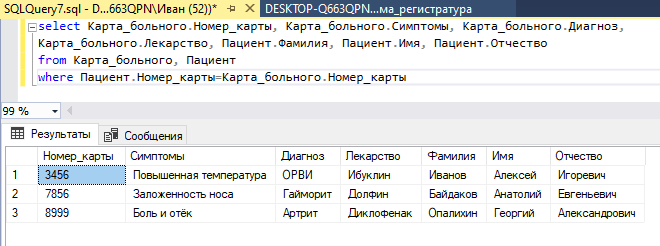 SQLQuery7.sql - D...663QPN\Иван (52))* DESKTOP-Q663QPN...ма_регистратура
select Карта_больного.Номер_карты, Карта_больного.Симптомы, Карта_больного.Диагноз,
Карта_больного.Лекарство, Пациент.Фамилия, Пациент.Имя, Пациент.Отчество
from Карта_больного, Пациент
where Пациент.Номер_карты=Карта_больного.Номер_карты
99 %
Результаты Сообщения
Номер_карты Симптомы Диагноз Лекарство Фамилия Имя Отчество
1 3456 Повышенная температура ОРВИ Ибуклин Иванов Алексей Игоревич
2 7856 Заложенность носа Гайморит Долфин Байдаков Анатолий Евгеньевич
3 8999 Боль и отёк Артрит Диклофенак Опалихин Георгий Александрович